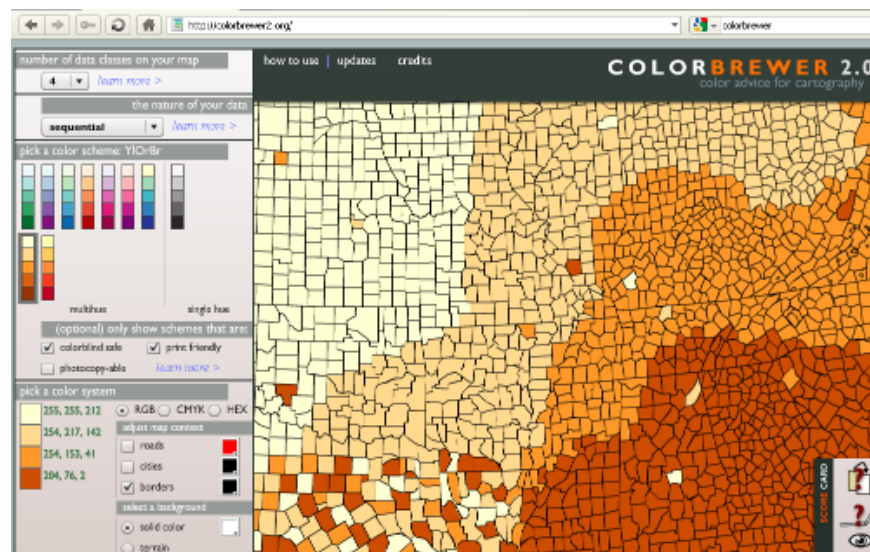 http://colorbrewer2.org/
colorbrewer
number of data classes on your map
4
learn more >
how to use | updates
credits
COLORBREWER 2.0
color advice for cartography
the nature of your data
sequential
learn more >
pick a color scheme: YlOrBr
multihue
single hue
(optional) only show schemes that are:
colorblind safe
print friendly
photocopy-able
learn more >
pick a color system
255, 255, 212
254, 217, 142
254, 153, 41
204, 76, 2
RGB
CMYK
HEX
adjust map context
roads
cities
borders
select a background
solid color
terrain
SCORE CARD